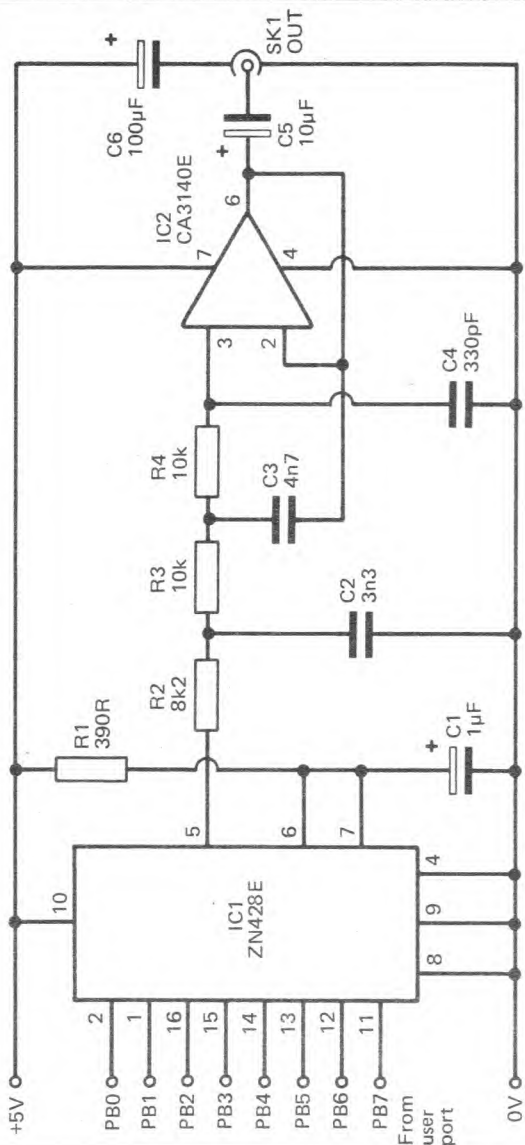 +5V
PB0
PB1
PB2
PB3
PB4
PB5
PB6
PB7
From
user
port
0V
2
1
16
15
14
13
12
11
10
IC1
ZN428E
5
6
7
8
9
4
R1
390R
C1
1µF
+
R2
8k2
C2
3n3
R3
10k
C3
4n7
R4
10k
C4
330pF
IC2
CA3140E
3
2
7
4
6
C5
10µF
+
C6
100µF
+
SK1
OUT